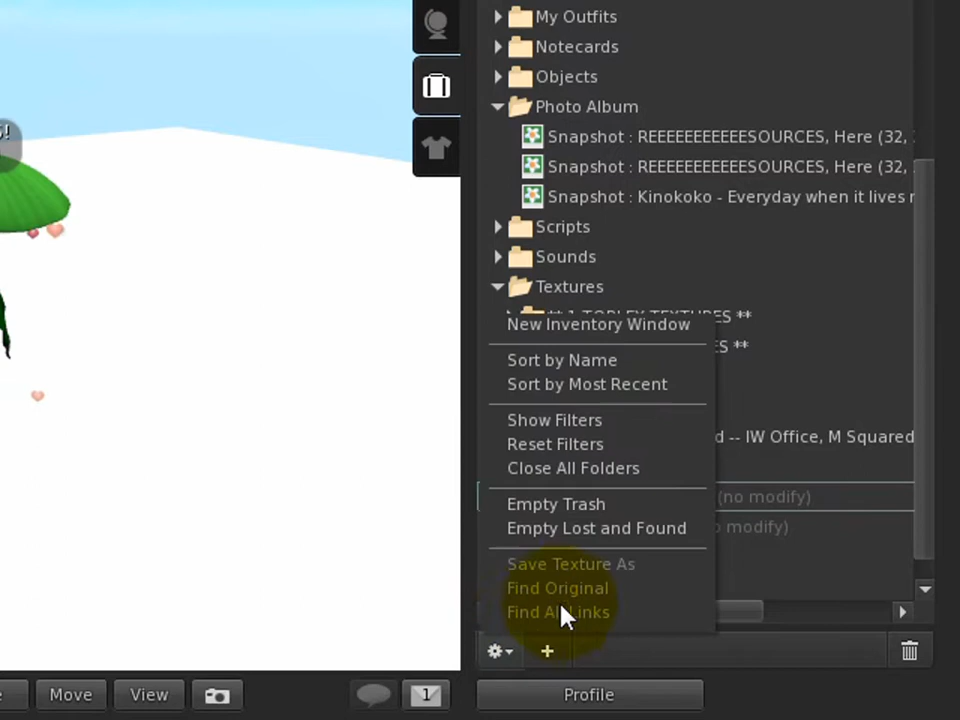 My Outfits
Notecards
Objects
Photo Album
Snapshot : REEEEEEEEEEESOURCES, Here (32,
Snapshot : REEEEEEEEEEESOURCES, Here (32,
Snapshot : Kinokoko - Everyday when it lives
Scripts
Sounds
Textures
New Inventory Window
Sort by Name
Sort by Most Recent
Show Filters
Reset Filters
d -- IW Office, M Squared
Close All Folders
Empty Trash
(no modify)
Empty Lost and Found
o modify)
Save Texture As
Find Original
Find All Links
Move
View
1
Profile